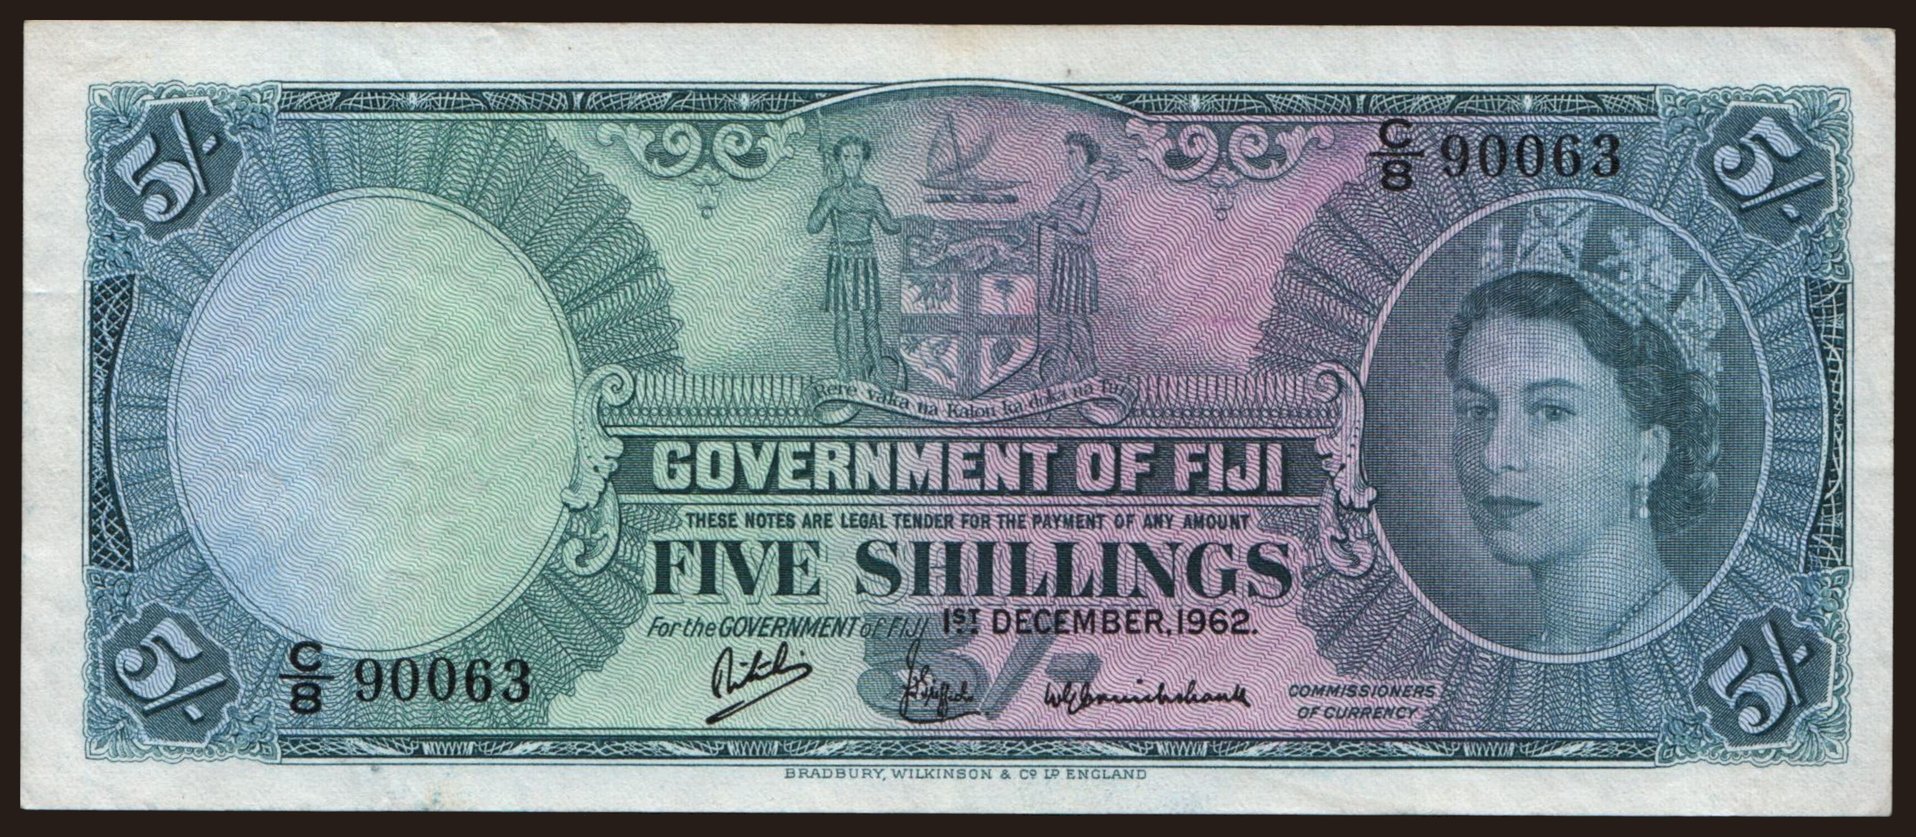 5/-
5/-
C/8 90063
Rere vaka na Kalou ka doka na Tui
GOVERNMENT OF FIJI
THESE NOTES ARE LEGAL TENDER FOR THE PAYMENT OF ANY AMOUNT
FIVE SHILLINGS
For the GOVERNMENT of FIJI 1ST DECEMBER, 1962.
C/8 90063
5/-
COMMISSIONERS
OF CURRENCY
5/-
5/-
BRADBURY, WILKINSON & Co. Ld. ENGLAND